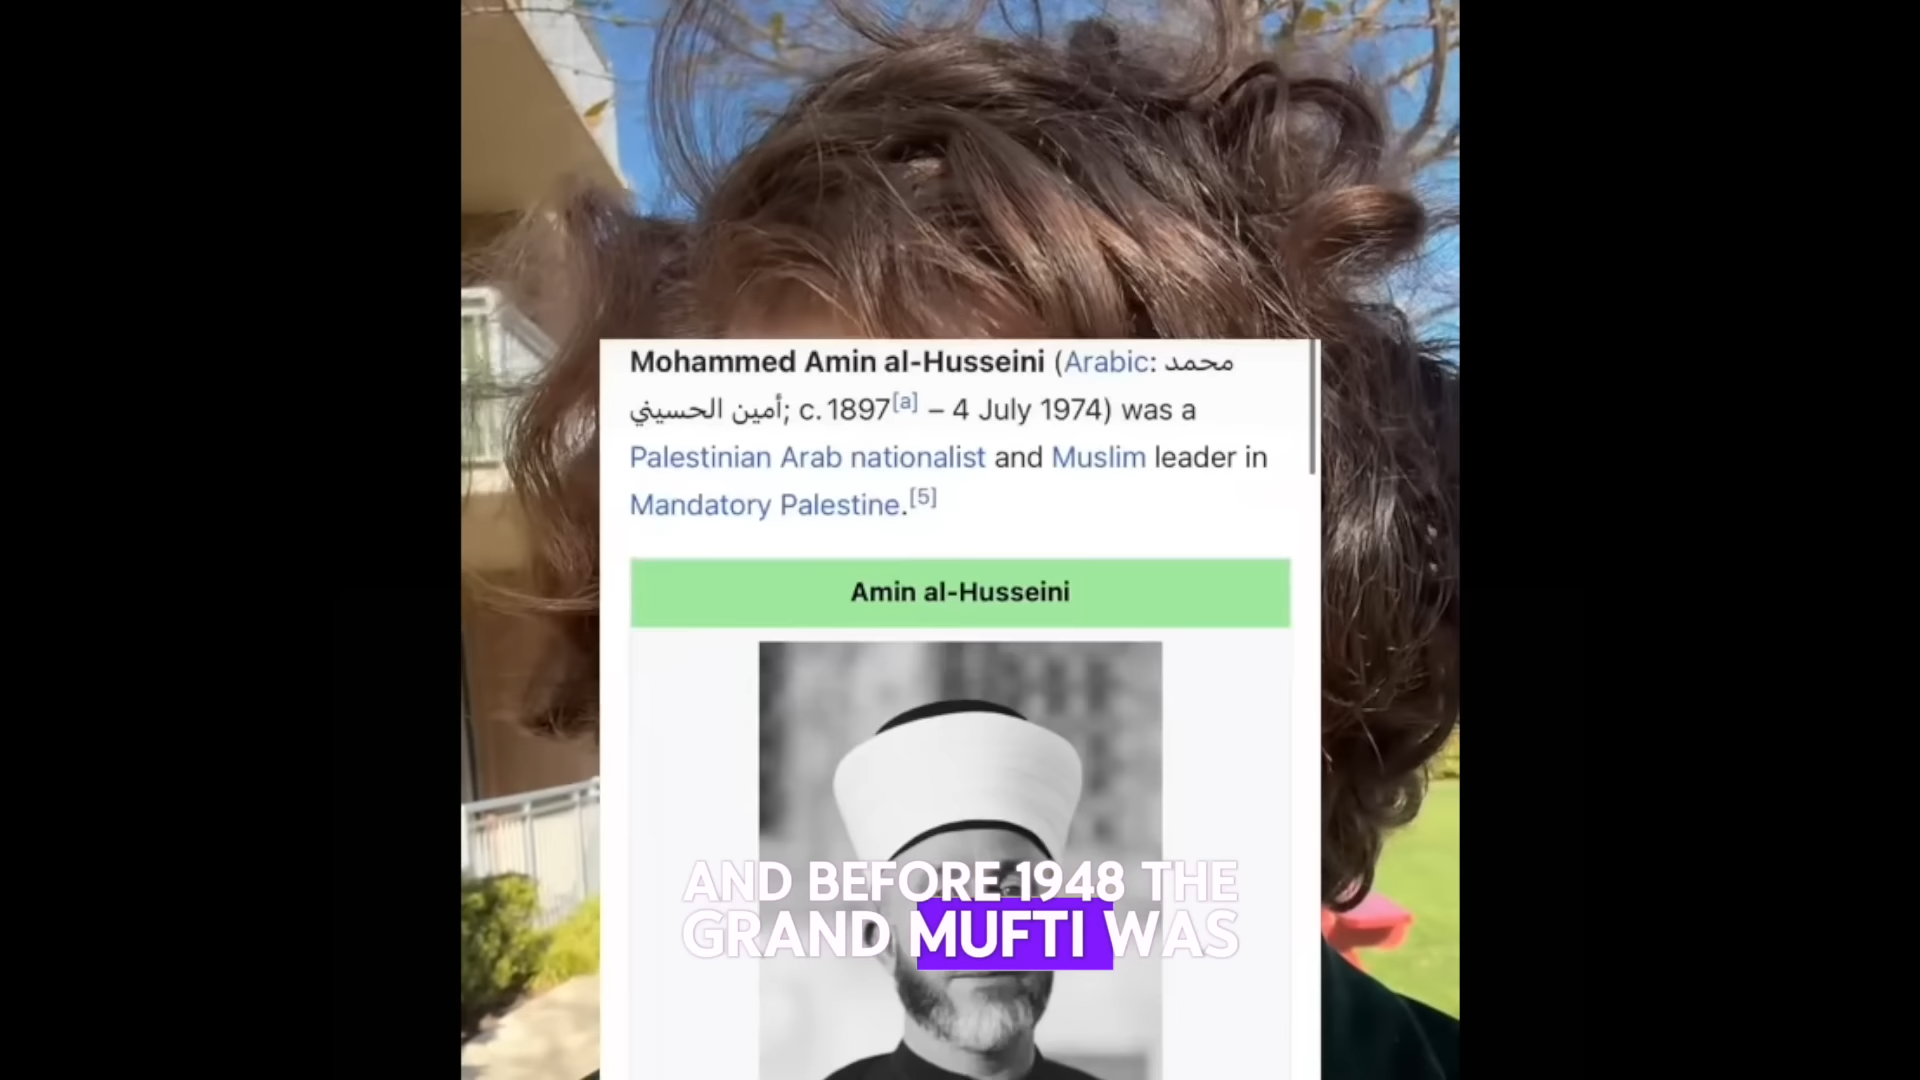 Mohammed Amin al-Husseini (Arabic: محمد
أمين الحسيني; c. 1897[a] – 4 July 1974) was a
Palestinian Arab nationalist and Muslim leader in
Mandatory Palestine.[5]
Amin al-Husseini
AND BEFORE 1948 THE
GRAND MUFTI WAS